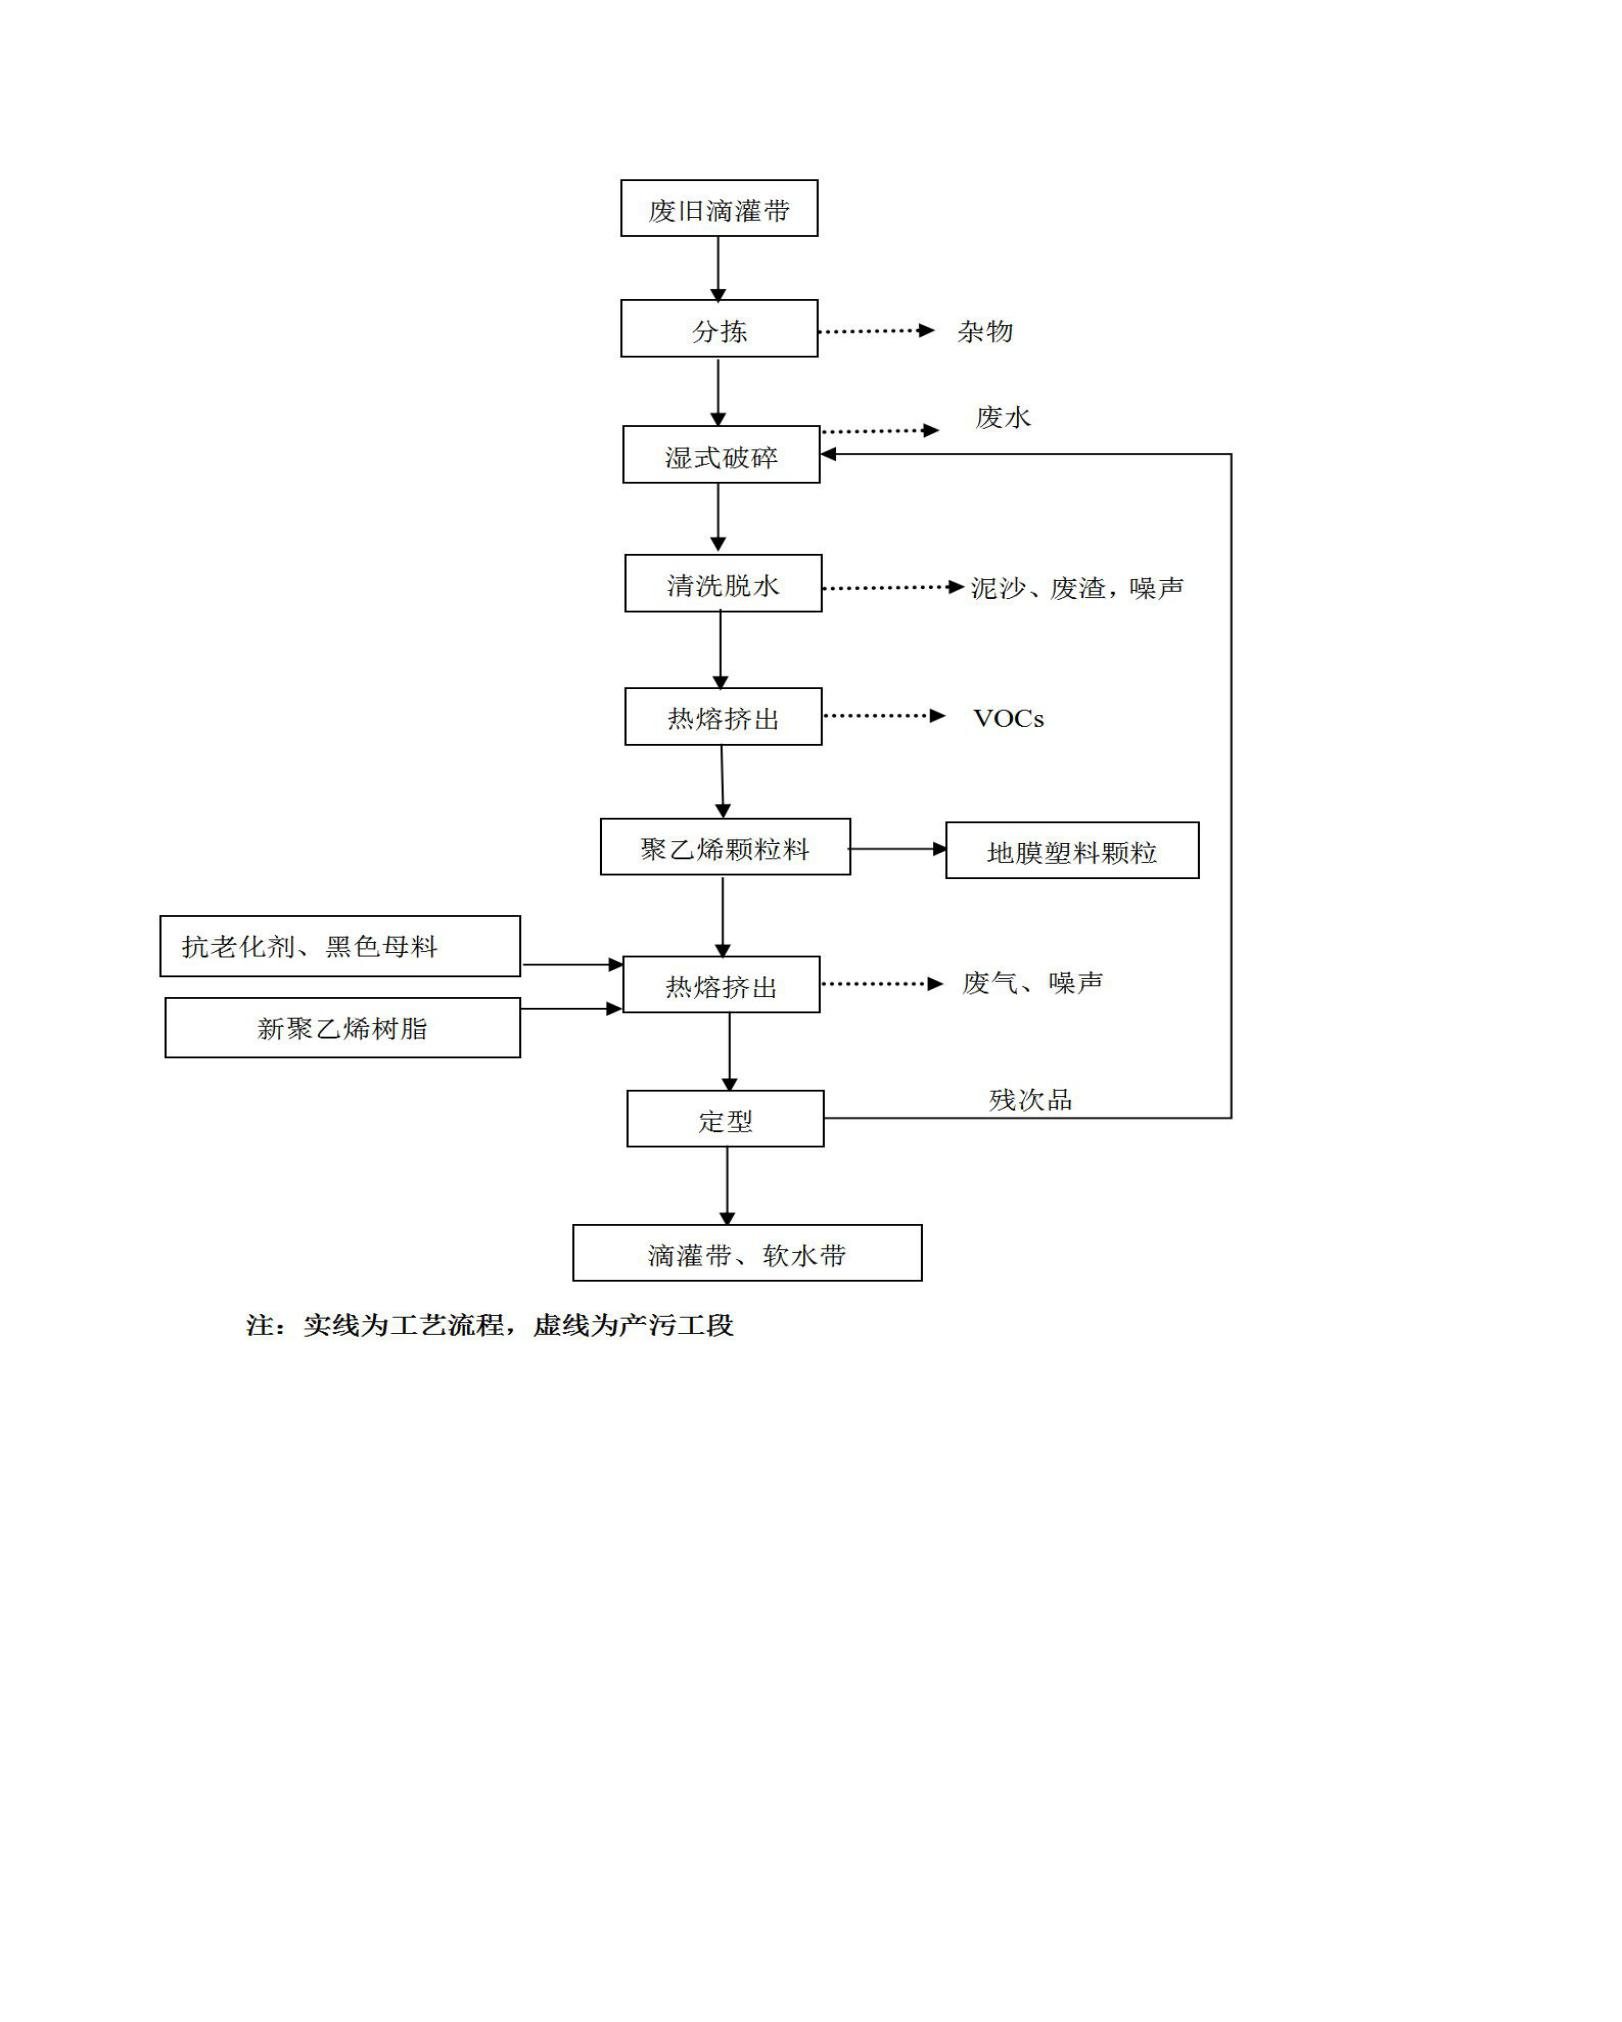 废旧滴灌带
分拣
杂物
废水
湿式破碎
清洗脱水
泥沙、废渣，噪声
热熔挤出
VOCs
聚乙烯颗粒料
地膜塑料颗粒
抗老化剂、黑色母料
热熔挤出
废气、噪声
新聚乙烯树脂
残次品
定型
滴灌带、软水带
注：实线为工艺流程，虚线为产污工段